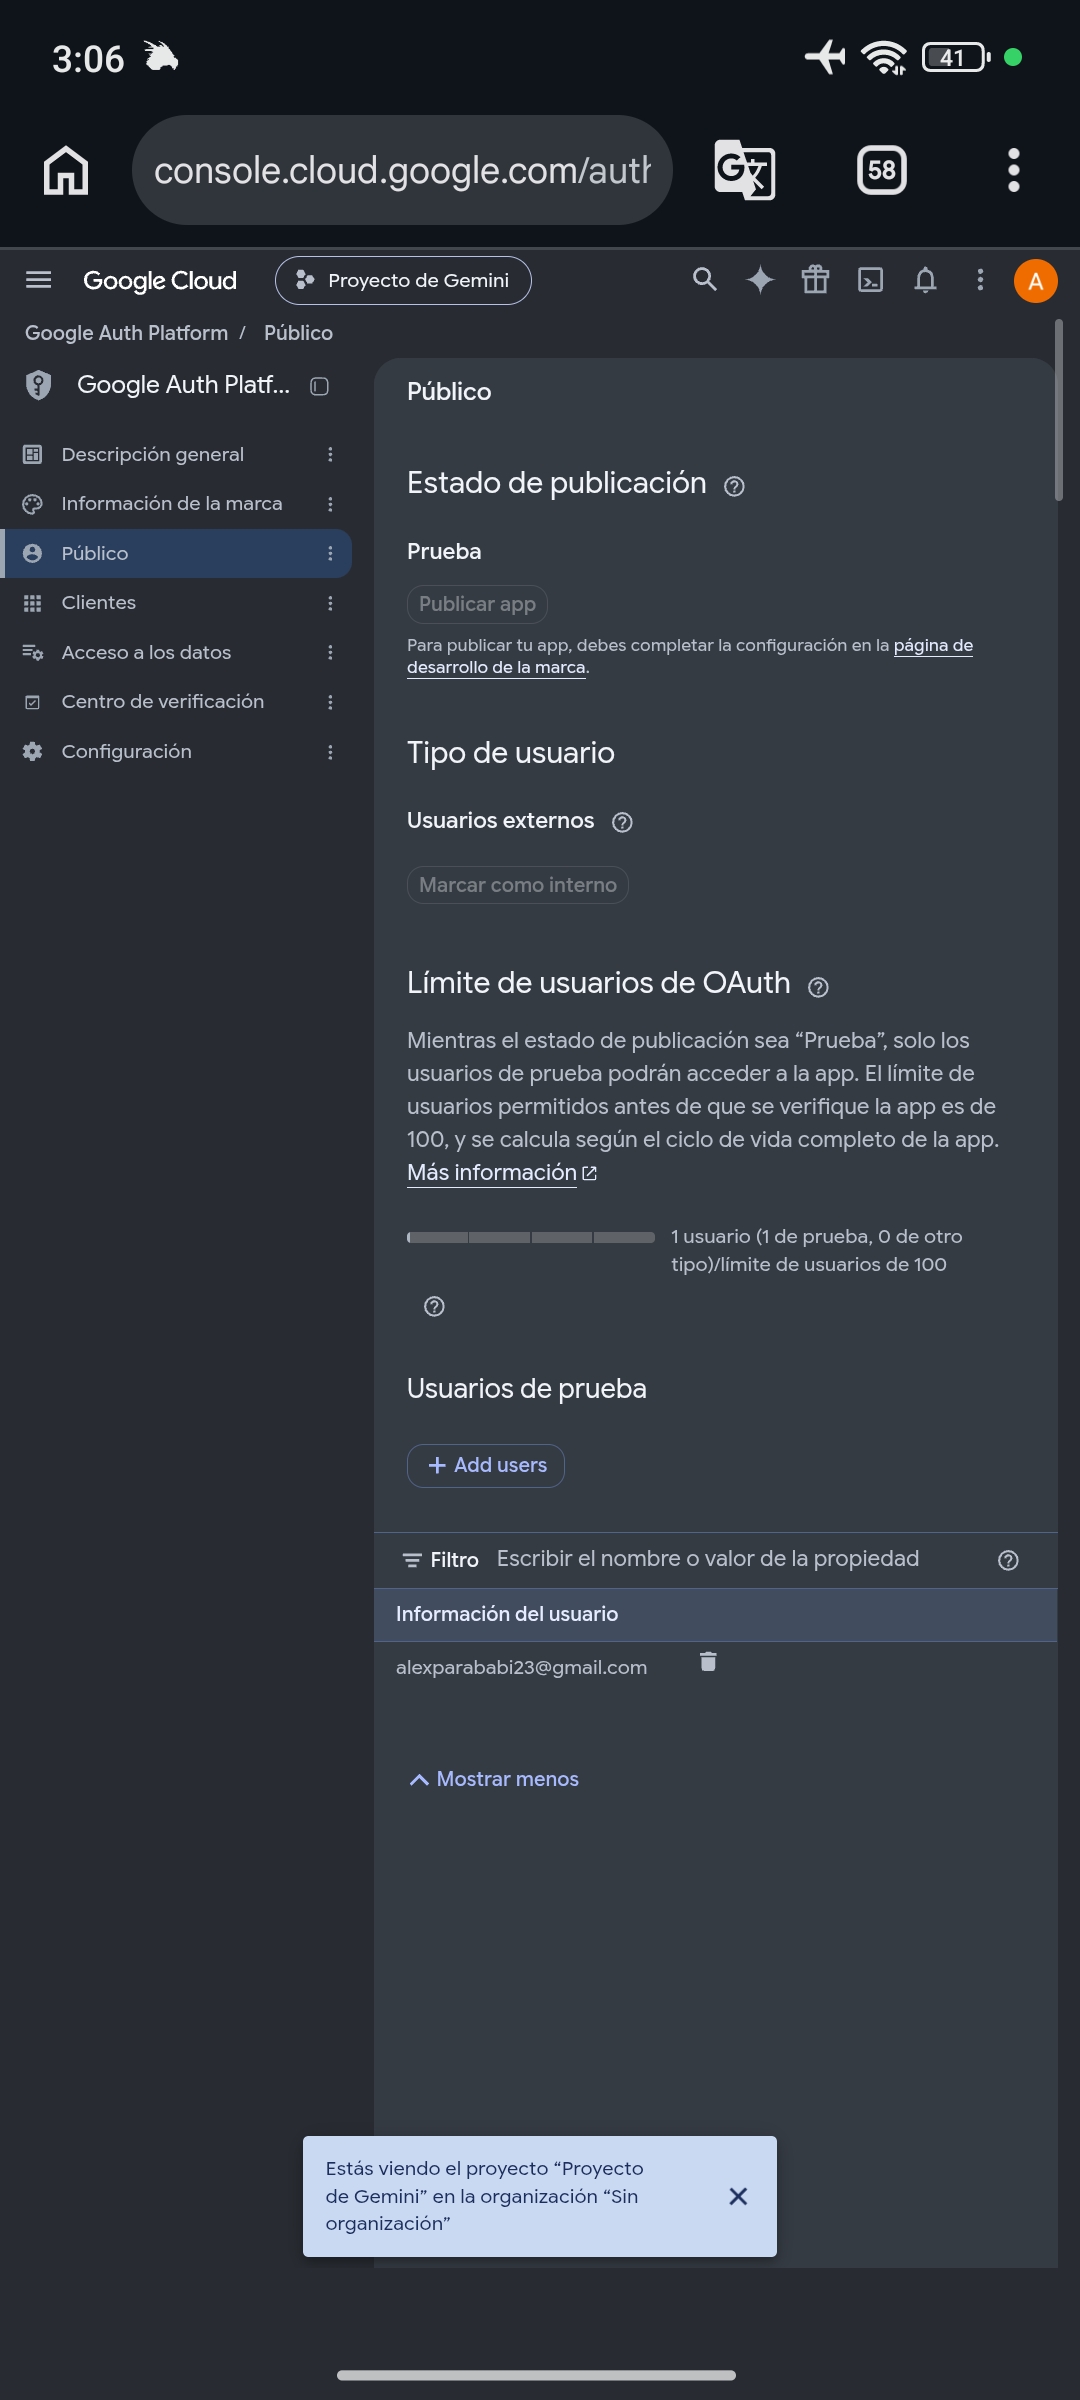 3:06
41
console.cloud.google.com/auth
G
58
Google Cloud
Proyecto de Gemini
A
Google Auth Platform / Público
Google Auth Platf...
Descripción general
Información de la marca
Público
Clientes
Acceso a los datos
Centro de verificación
Configuración
Público
Estado de publicación
Prueba
Publicar app
Para publicar tu app, debes completar la configuración en la página de
desarrollo de la marca.
Tipo de usuario
Usuarios externos
Marcar como interno
Límite de usuarios de OAuth
Mientras el estado de publicación sea “Prueba”, solo los
usuarios de prueba podrán acceder a la app. El límite de
usuarios permitidos antes de que se verifique la app es de
100, y se calcula según el ciclo de vida completo de la app.
Más información
1 usuario (1 de prueba, 0 de otro
tipo)/límite de usuarios de 100
Usuarios de prueba
+ Add users
Filtro Escribir el nombre o valor de la propiedad
Información del usuario
alexparababi23@gmail.com
Mostrar menos
Estás viendo el proyecto “Proyecto
de Gemini” en la organización “Sin
organización”